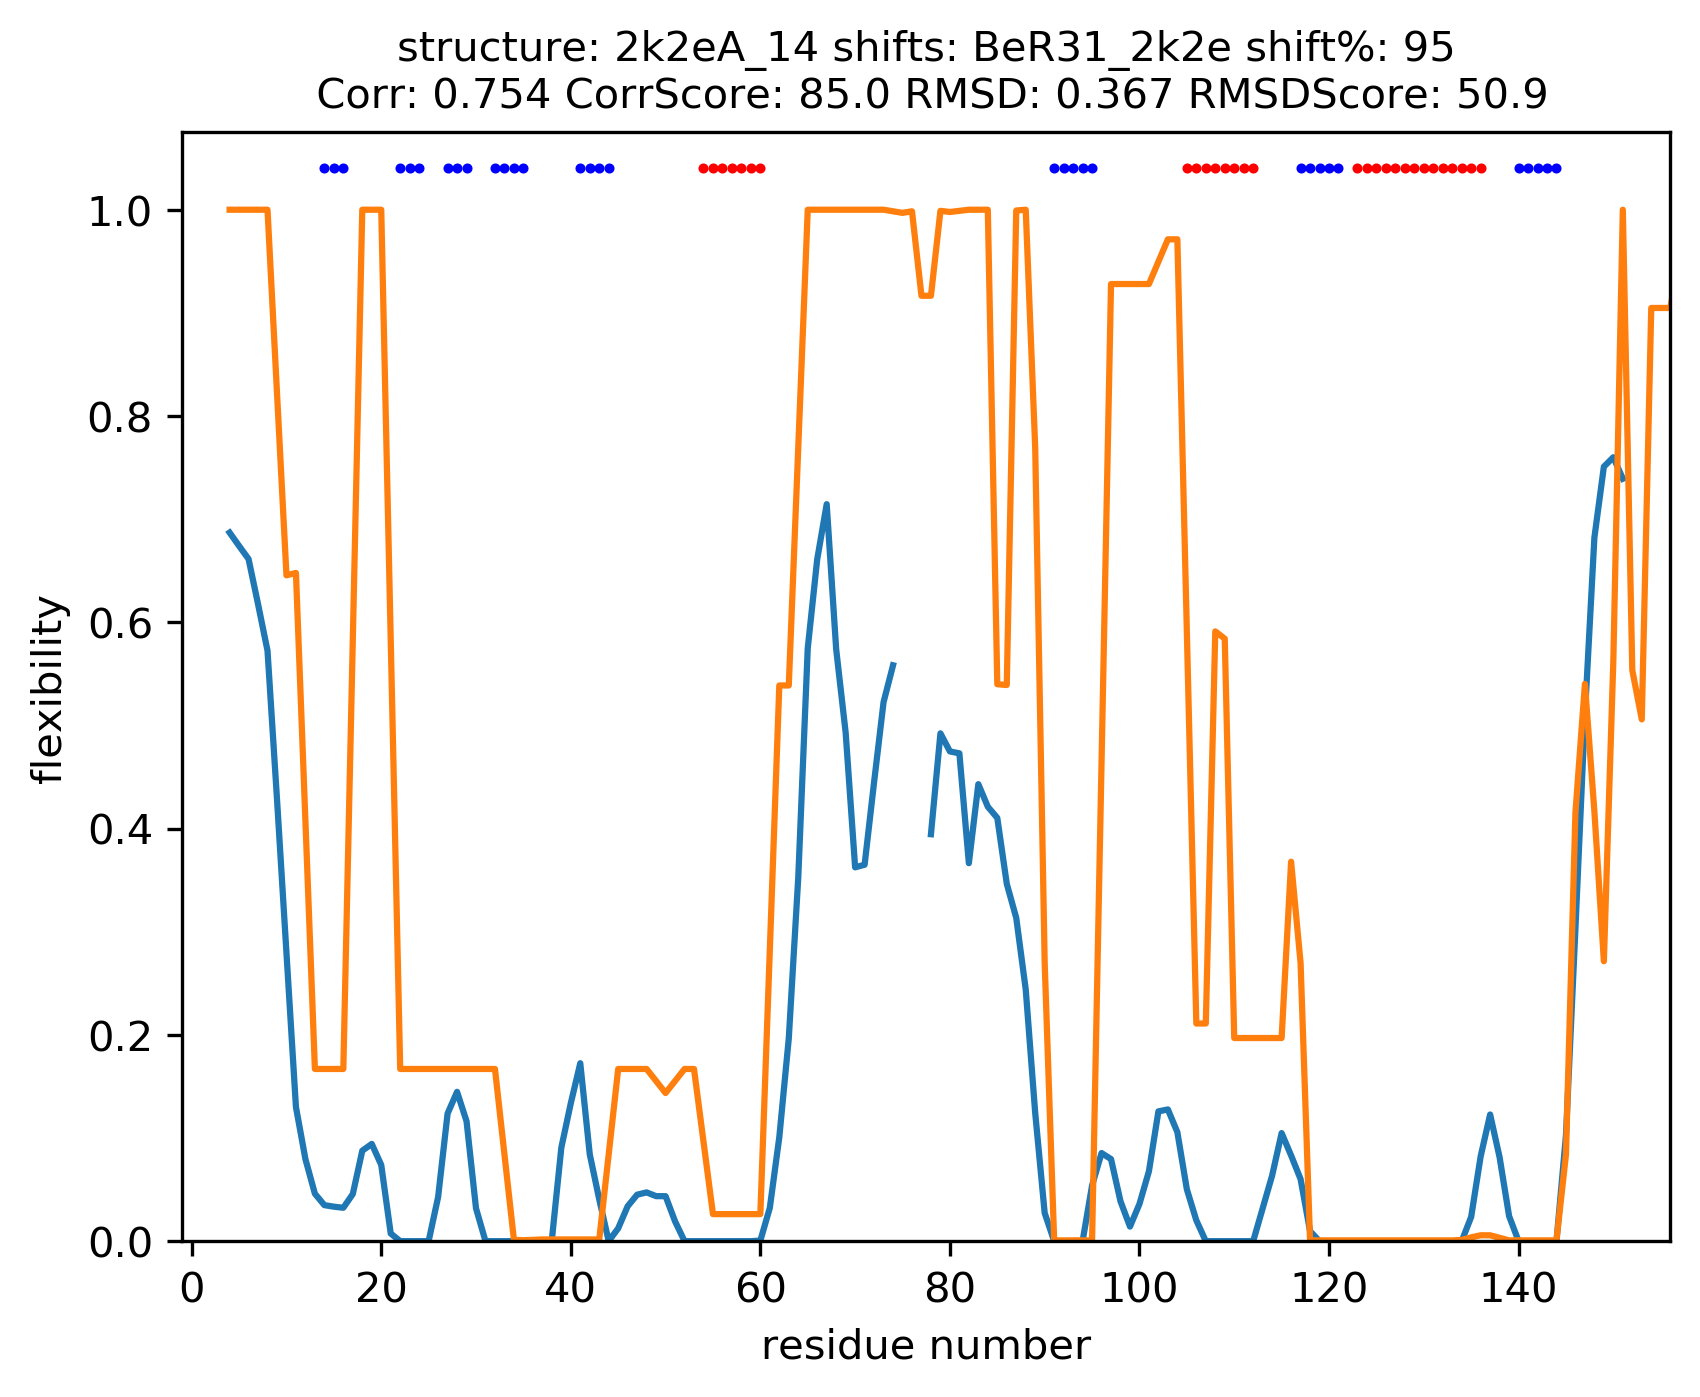 structure: 2k2eA_14 shifts: BeR31_2k2e shift%: 95
Corr: 0.754 CorrScore: 85.0 RMSD: 0.367 RMSDScore: 50.9
1.0
0.8
0.6
0.4
0.2
0.0
flexibility
0 20 40 60 80 100 120 140
residue number